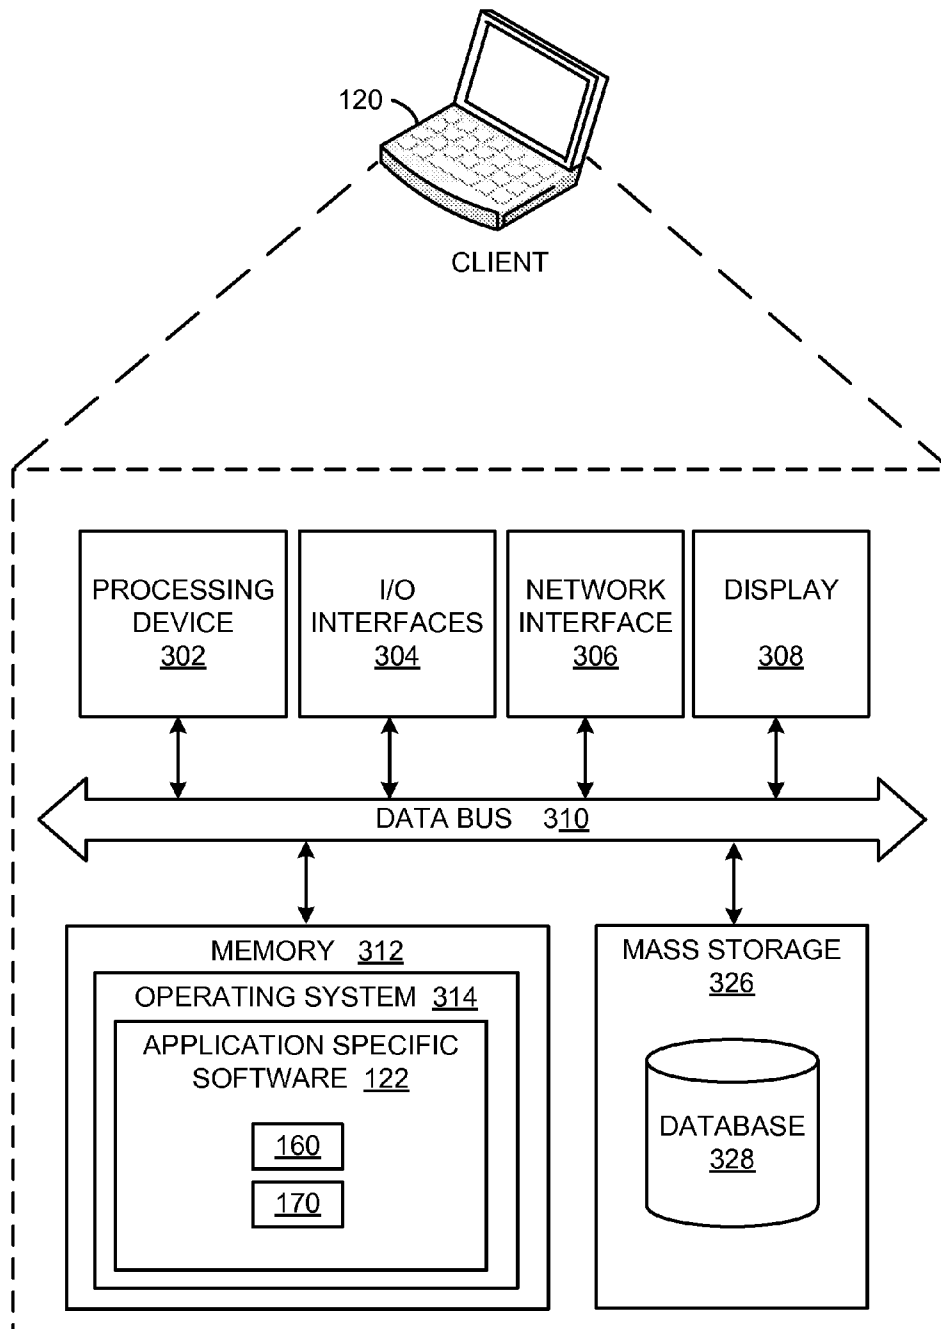 120
CLIENT
PROCESSING
DEVICE
302
I/O
INTERFACES
304
NETWORK
INTERFACE
306
DISPLAY
308
DATA BUS 310
MEMORY 312
OPERATING SYSTEM 314
APPLICATION SPECIFIC
SOFTWARE 122
160
170
MASS STORAGE
326
DATABASE
328